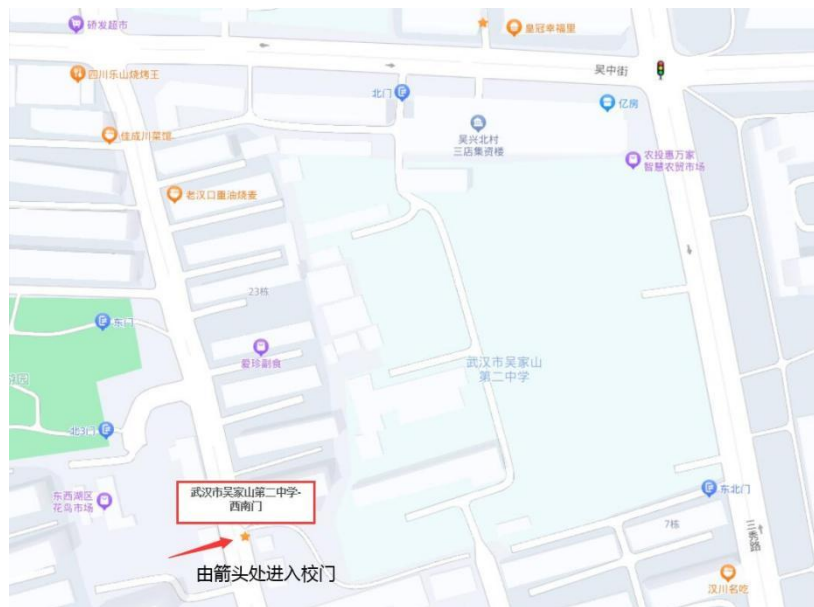 硚发超市
皇冠幸福里
吴中街
四川乐山烧烤王
北门
亿房
佳成川菜馆
吴兴北村
三店集资楼
农投惠万家
智慧农贸市场
老汉口重油烧麦
23栋
东门
爱珍副食
武汉市吴家山
第二中学
北3门
武汉市吴家山第二中学-
西南门
东西湖区
花鸟市场
东北门
7栋
三秀路
由箭头处进入校门
汉川名吃